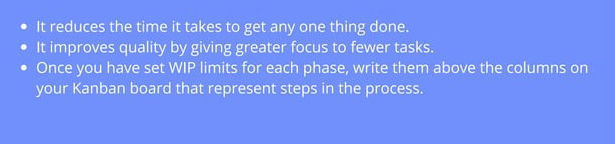 • It reduces the time it takes to get any one thing done.
• It improves quality by giving greater focus to fewer tasks.
• Once you have set WIP limits for each phase, write them above the columns on
your Kanban board that represent steps in the process.